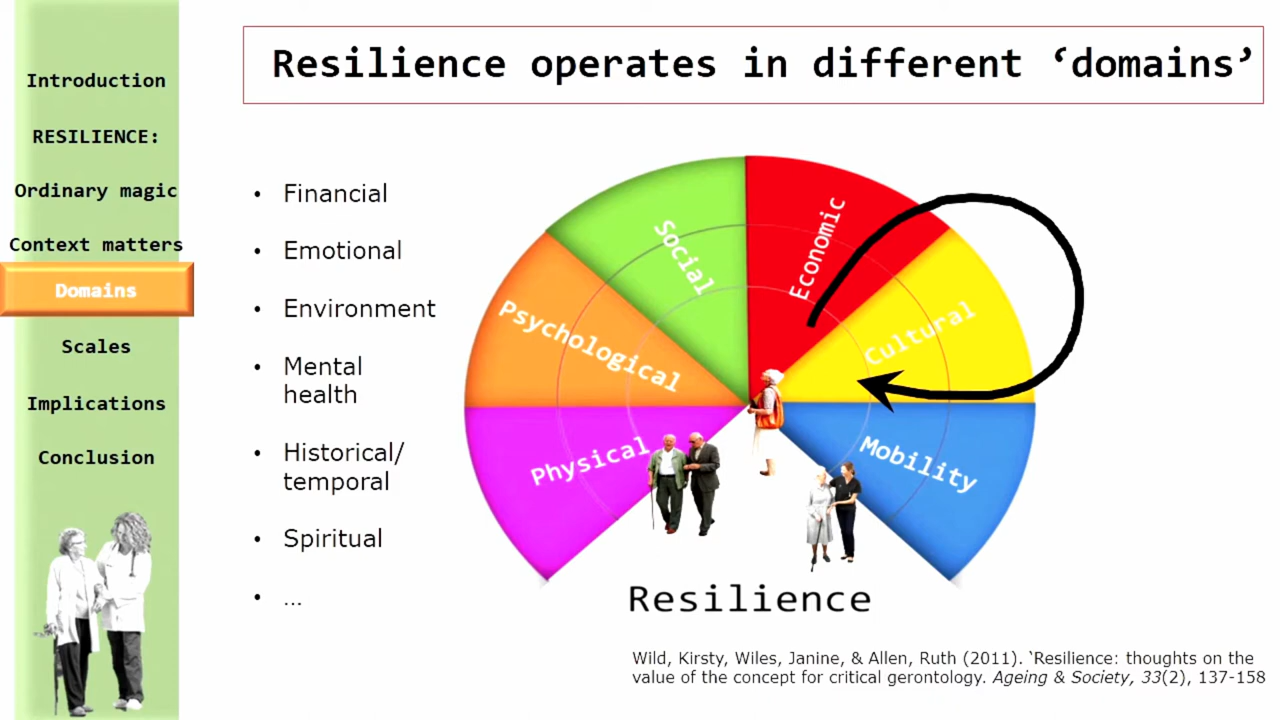 Resilience operates in different ‘domains’
Introduction
RESILIENCE:
Ordinary magic
Context matters
Domains
Scales
Implications
Conclusion
• Financial
• Emotional
• Environment
• Mental
health
• Historical/
temporal
• Spiritual
• ...
Physical
Psychological
Social
Economic
Cultural
Mobility
Resilience
Wild, Kirsty, Wiles, Janine, & Allen, Ruth (2011). ‘Resilience: thoughts on the
value of the concept for critical gerontology. Ageing & Society, 33(2), 137-158